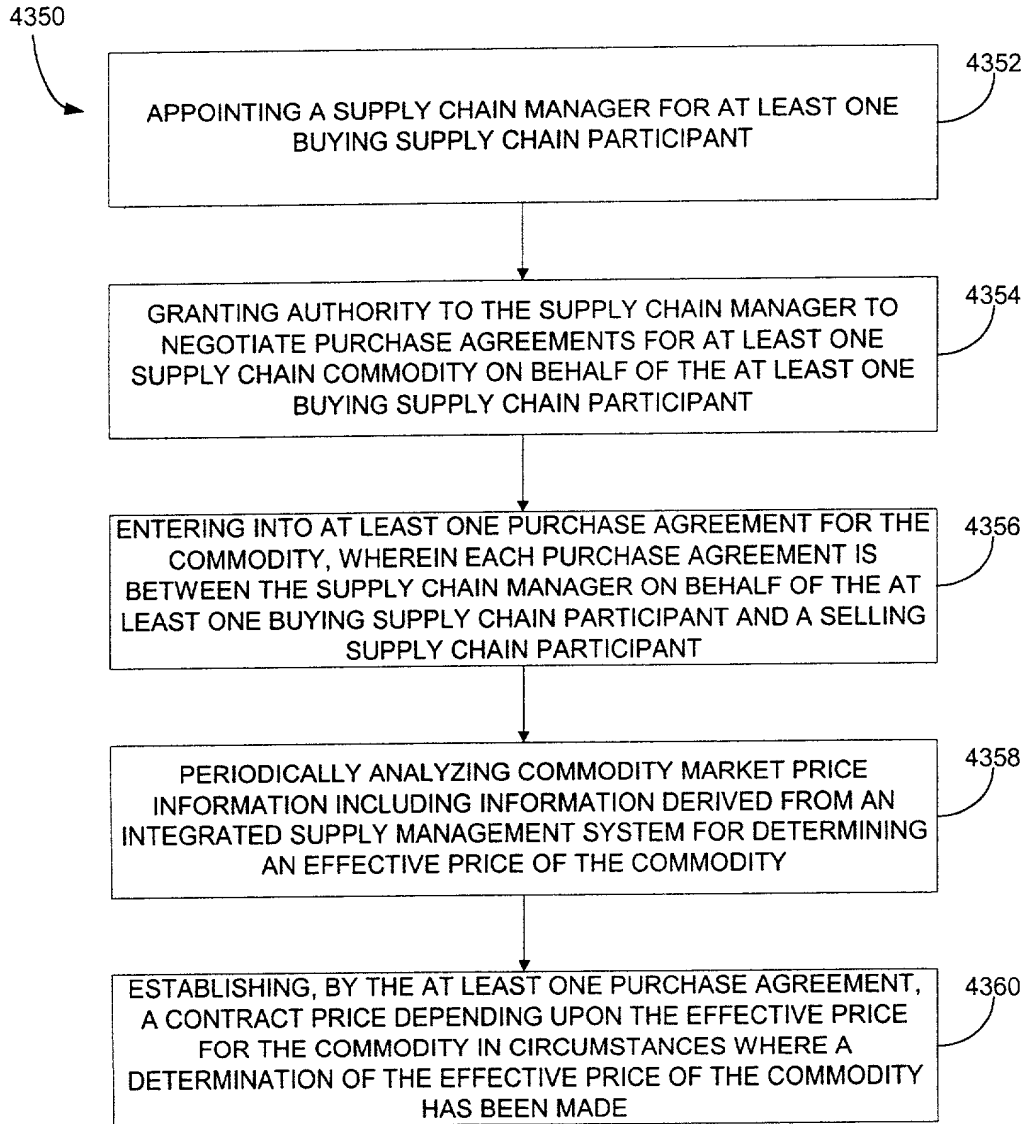 4350
APPOINTING A SUPPLY CHAIN MANAGER FOR AT LEAST ONE
BUYING SUPPLY CHAIN PARTICIPANT
4352
GRANTING AUTHORITY TO THE SUPPLY CHAIN MANAGER TO
NEGOTIATE PURCHASE AGREEMENTS FOR AT LEAST ONE
SUPPLY CHAIN COMMODITY ON BEHALF OF THE AT LEAST ONE
BUYING SUPPLY CHAIN PARTICIPANT
4354
ENTERING INTO AT LEAST ONE PURCHASE AGREEMENT FOR THE
COMMODITY, WHEREIN EACH PURCHASE AGREEMENT IS
BETWEEN THE SUPPLY CHAIN MANAGER ON BEHALF OF THE AT
LEAST ONE BUYING SUPPLY CHAIN PARTICIPANT AND A SELLING
SUPPLY CHAIN PARTICIPANT
4356
PERIODICALLY ANALYZING COMMODITY MARKET PRICE
INFORMATION INCLUDING INFORMATION DERIVED FROM AN
INTEGRATED SUPPLY MANAGEMENT SYSTEM FOR DETERMINING
AN EFFECTIVE PRICE OF THE COMMODITY
4358
ESTABLISHING, BY THE AT LEAST ONE PURCHASE AGREEMENT,
A CONTRACT PRICE DEPENDING UPON THE EFFECTIVE PRICE
FOR THE COMMODITY IN CIRCUMSTANCES WHERE A
DETERMINATION OF THE EFFECTIVE PRICE OF THE COMMODITY
HAS BEEN MADE
4360